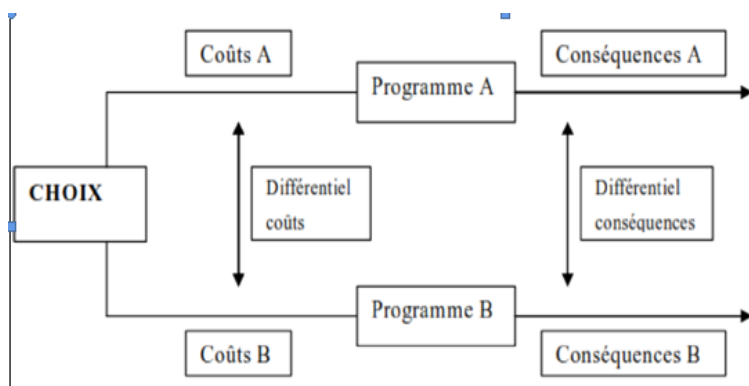 Coûts A
Conséquences A
Programme A
CHOIX
Différentiel
coûts
Différentiel
conséquences
Programme B
Coûts B
Conséquences B